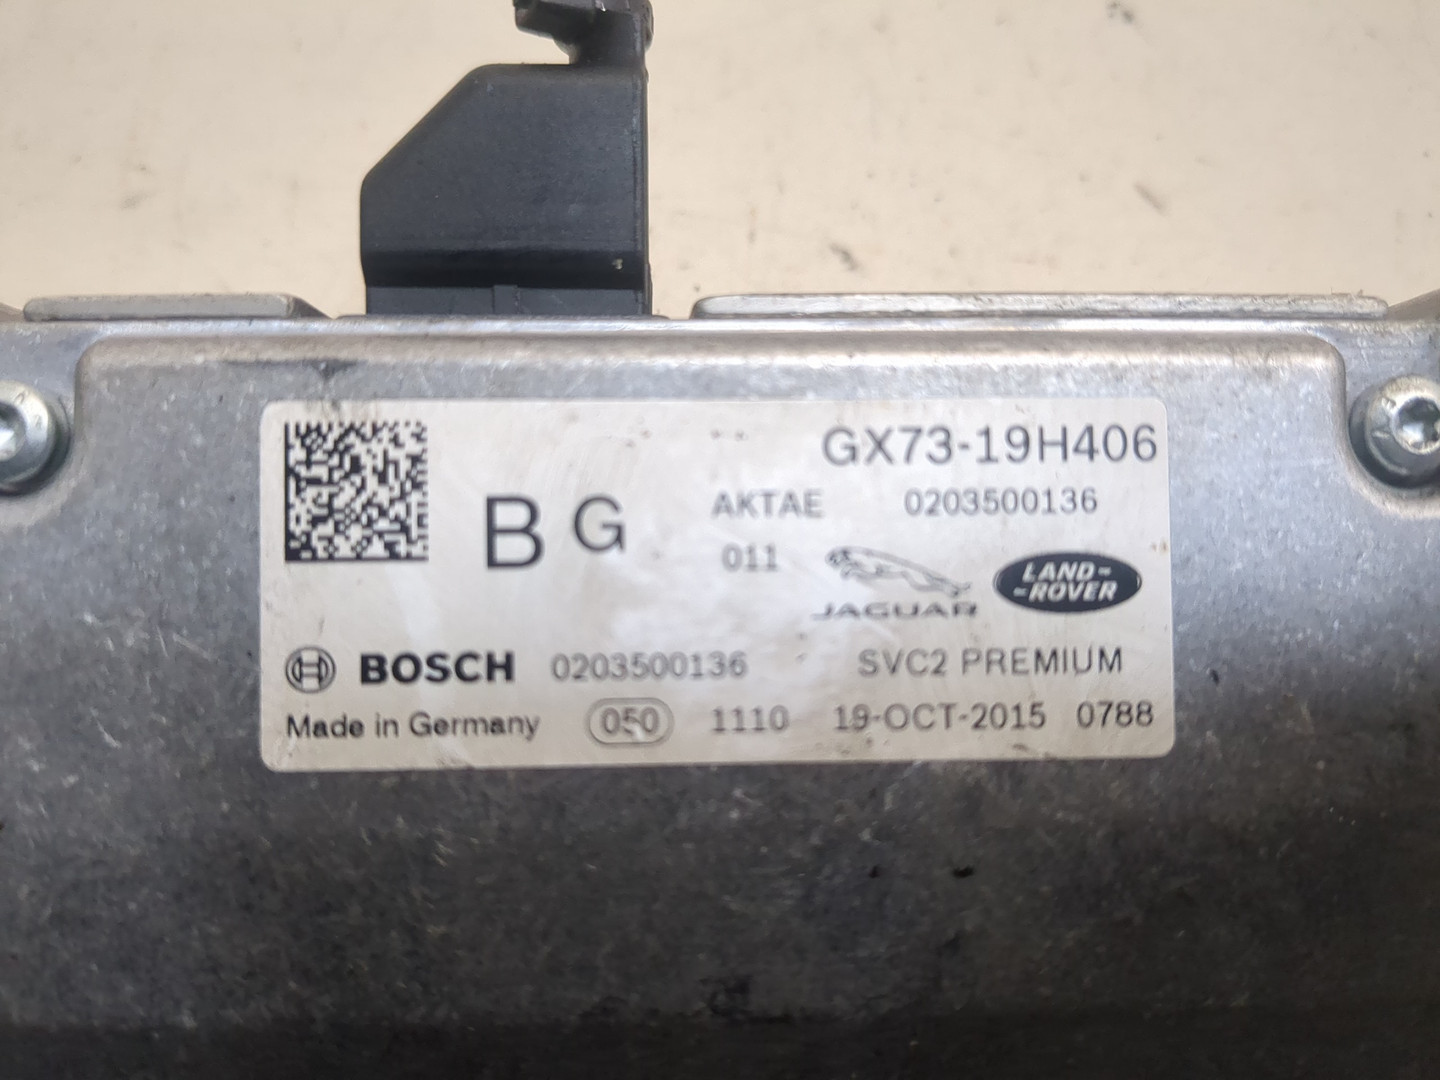 GX73-19H406
B G AKTAE 0203500136
011 JAGUAR LAND-
-ROVER
BOSCH 0203500136 SVC2 PREMIUM
Made in Germany 050 1110 19-OCT-2015 0788